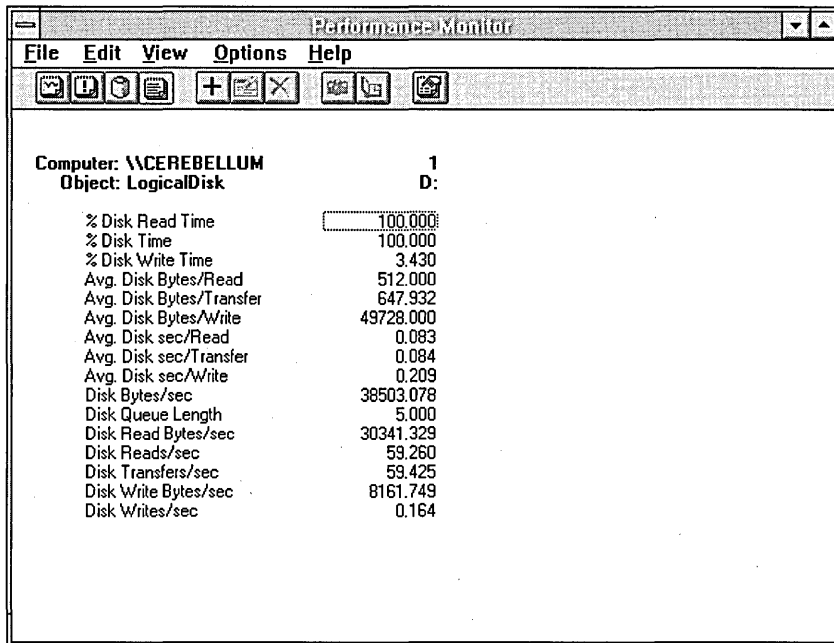 Performance Monitor
File Edit View Options Help
Computer: \\CEREBELLUM 1
Object: LogicalDisk D:
% Disk Read Time 100.000
% Disk Time 100.000
% Disk Write Time 3.430
Avg. Disk Bytes/Read 512.000
Avg. Disk Bytes/Transfer 647.932
Avg. Disk Bytes/Write 49728.000
Avg. Disk sec/Read 0.083
Avg. Disk sec/Transfer 0.084
Avg. Disk sec/Write 0.209
Disk Bytes/sec 38503.078
Disk Queue Length 5.000
Disk Read Bytes/sec 30341.329
Disk Reads/sec 59.260
Disk Transfers/sec 59.425
Disk Write Bytes/sec 8161.749
Disk Writes/sec 0.164